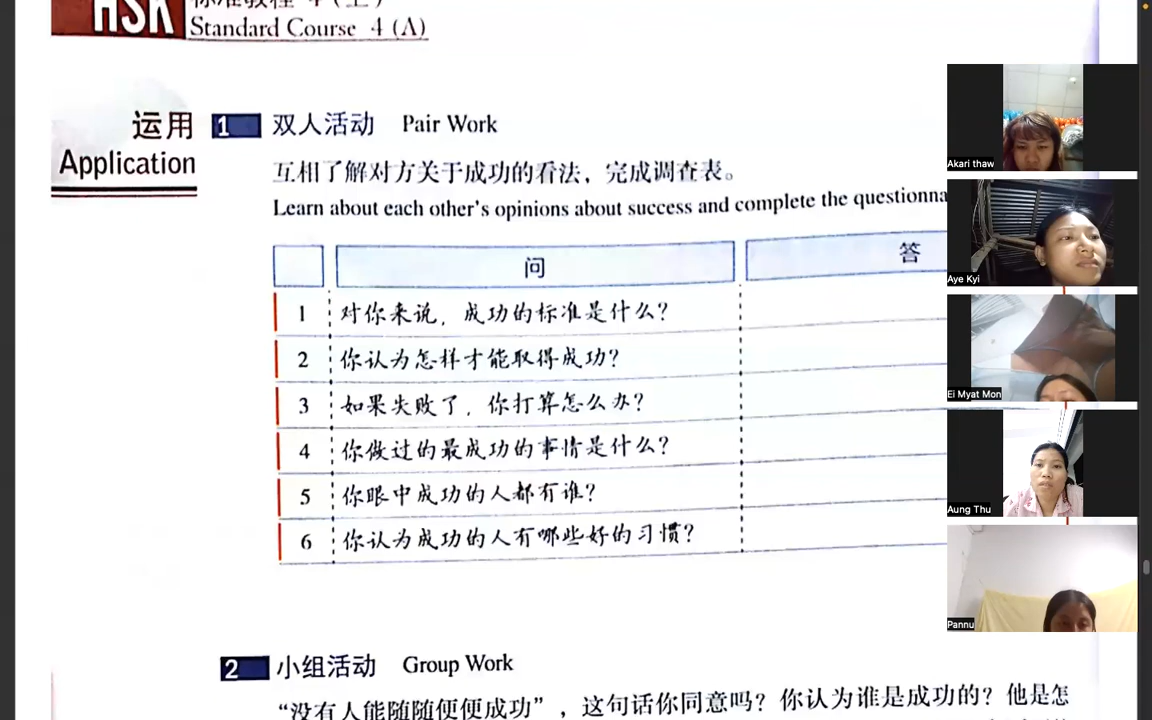 HSK 标准教程 4 (上)
Standard Course 4 (A)
运用
Application
1 双人活动 Pair Work
互相了解对方关于成功的看法，完成调查表。
Learn about each other's opinions about success and complete the questionna
问 答
1 对你来说，成功的标准是什么？
2 你认为怎样才能取得成功？
3 如果失败了，你打算怎么办？
4 你做过的最成功的事情是什么？
5 你眼中成功的人都有谁？
6 你认为成功的人有哪些好的习惯？
2 小组活动 Group Work
“没有人能随随便便成功”，这句话你同意吗？你认为谁是成功的？他是怎
Akari thaw
Aye Kyi
Ei Myat Mon
Aung Thu
Pannu